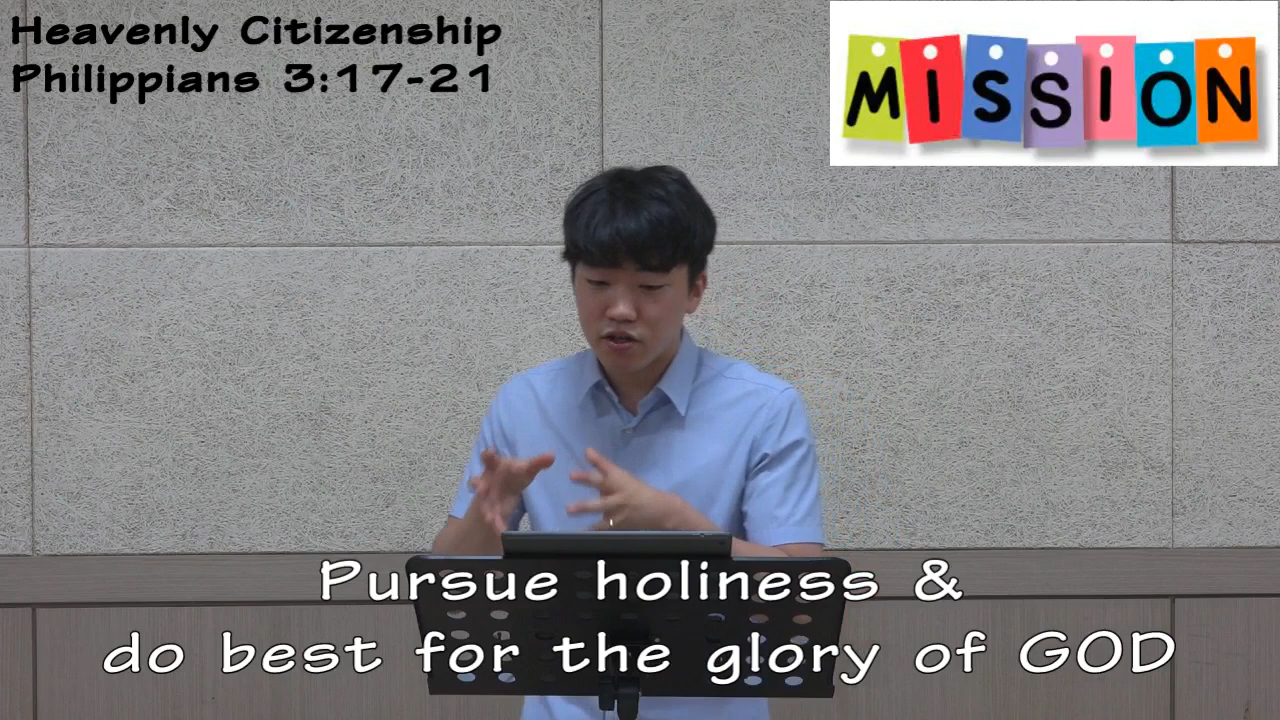 Heavenly Citizenship
Philippians 3:17-21
MISSION
Pursue holiness &
do best for the glory of GOD